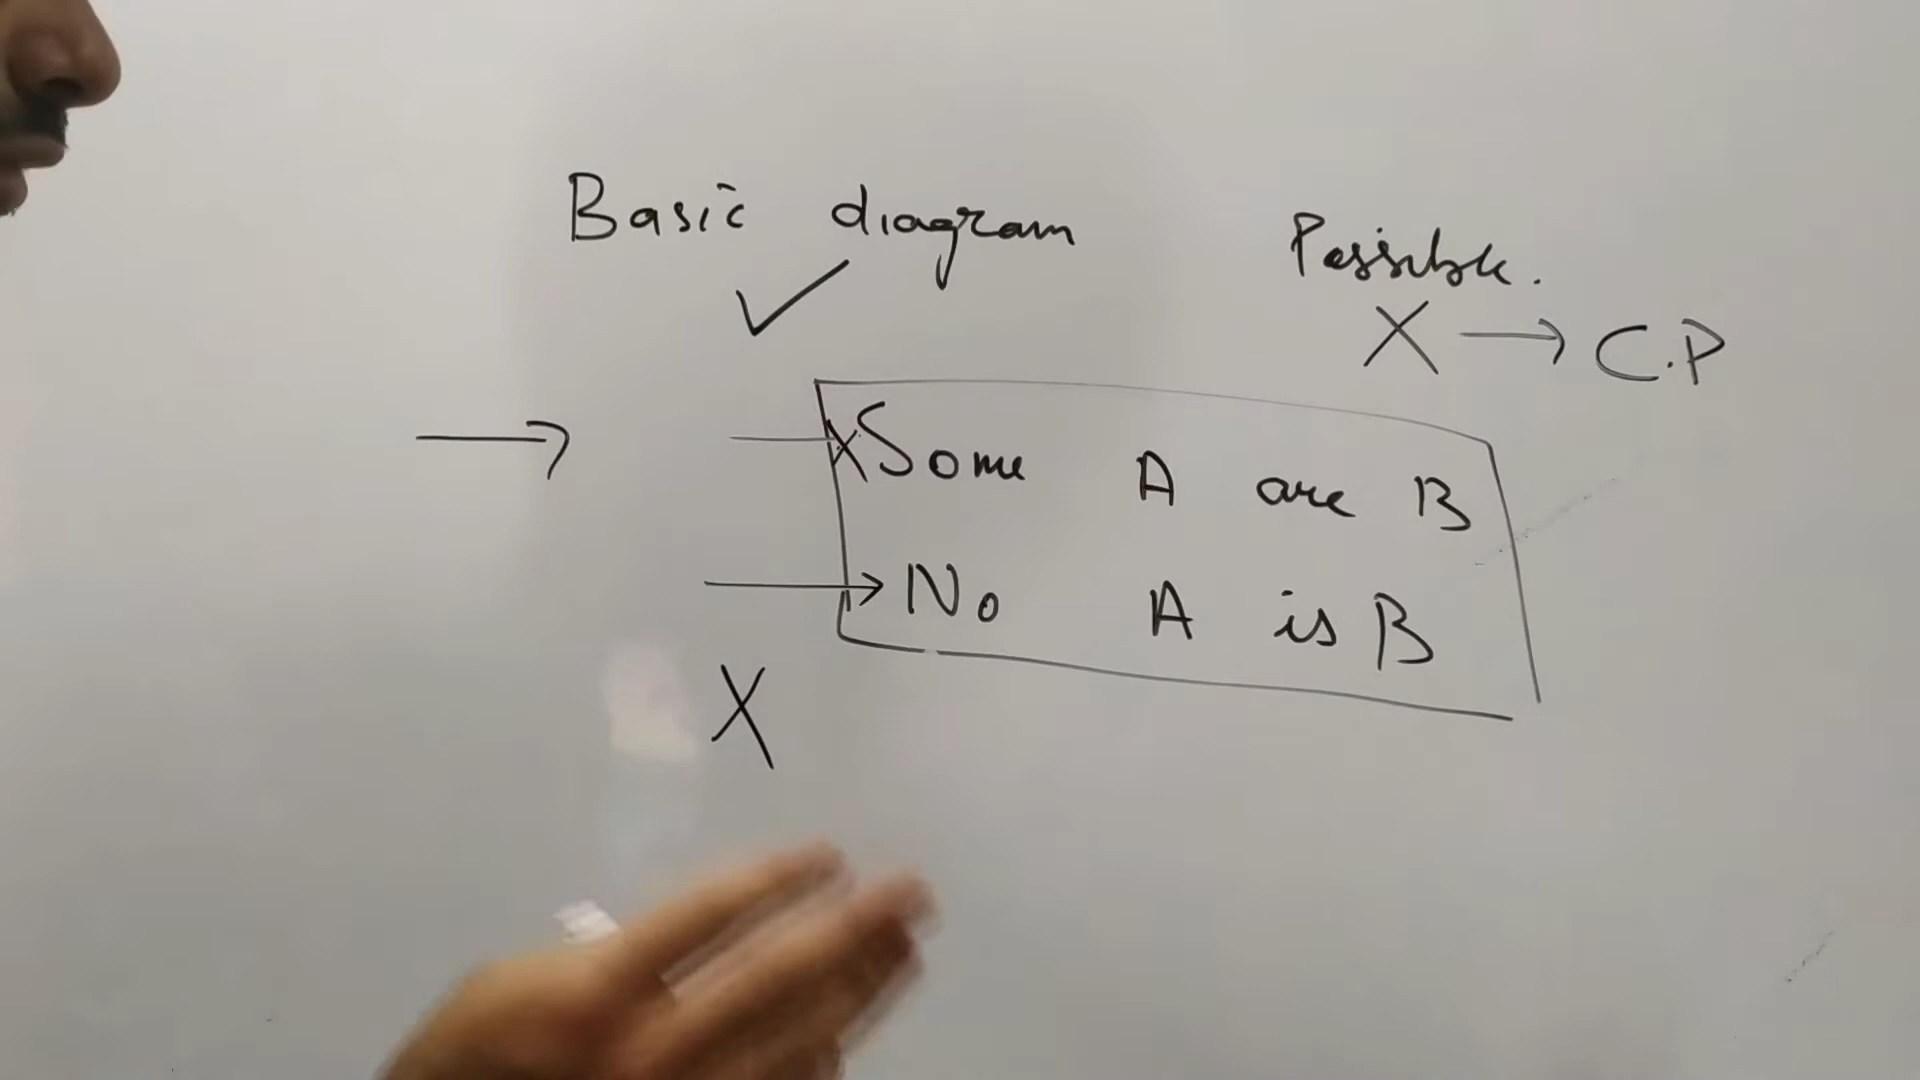 Basic diagram
Possible.
X → C.P
Some A are B
No A is B
X